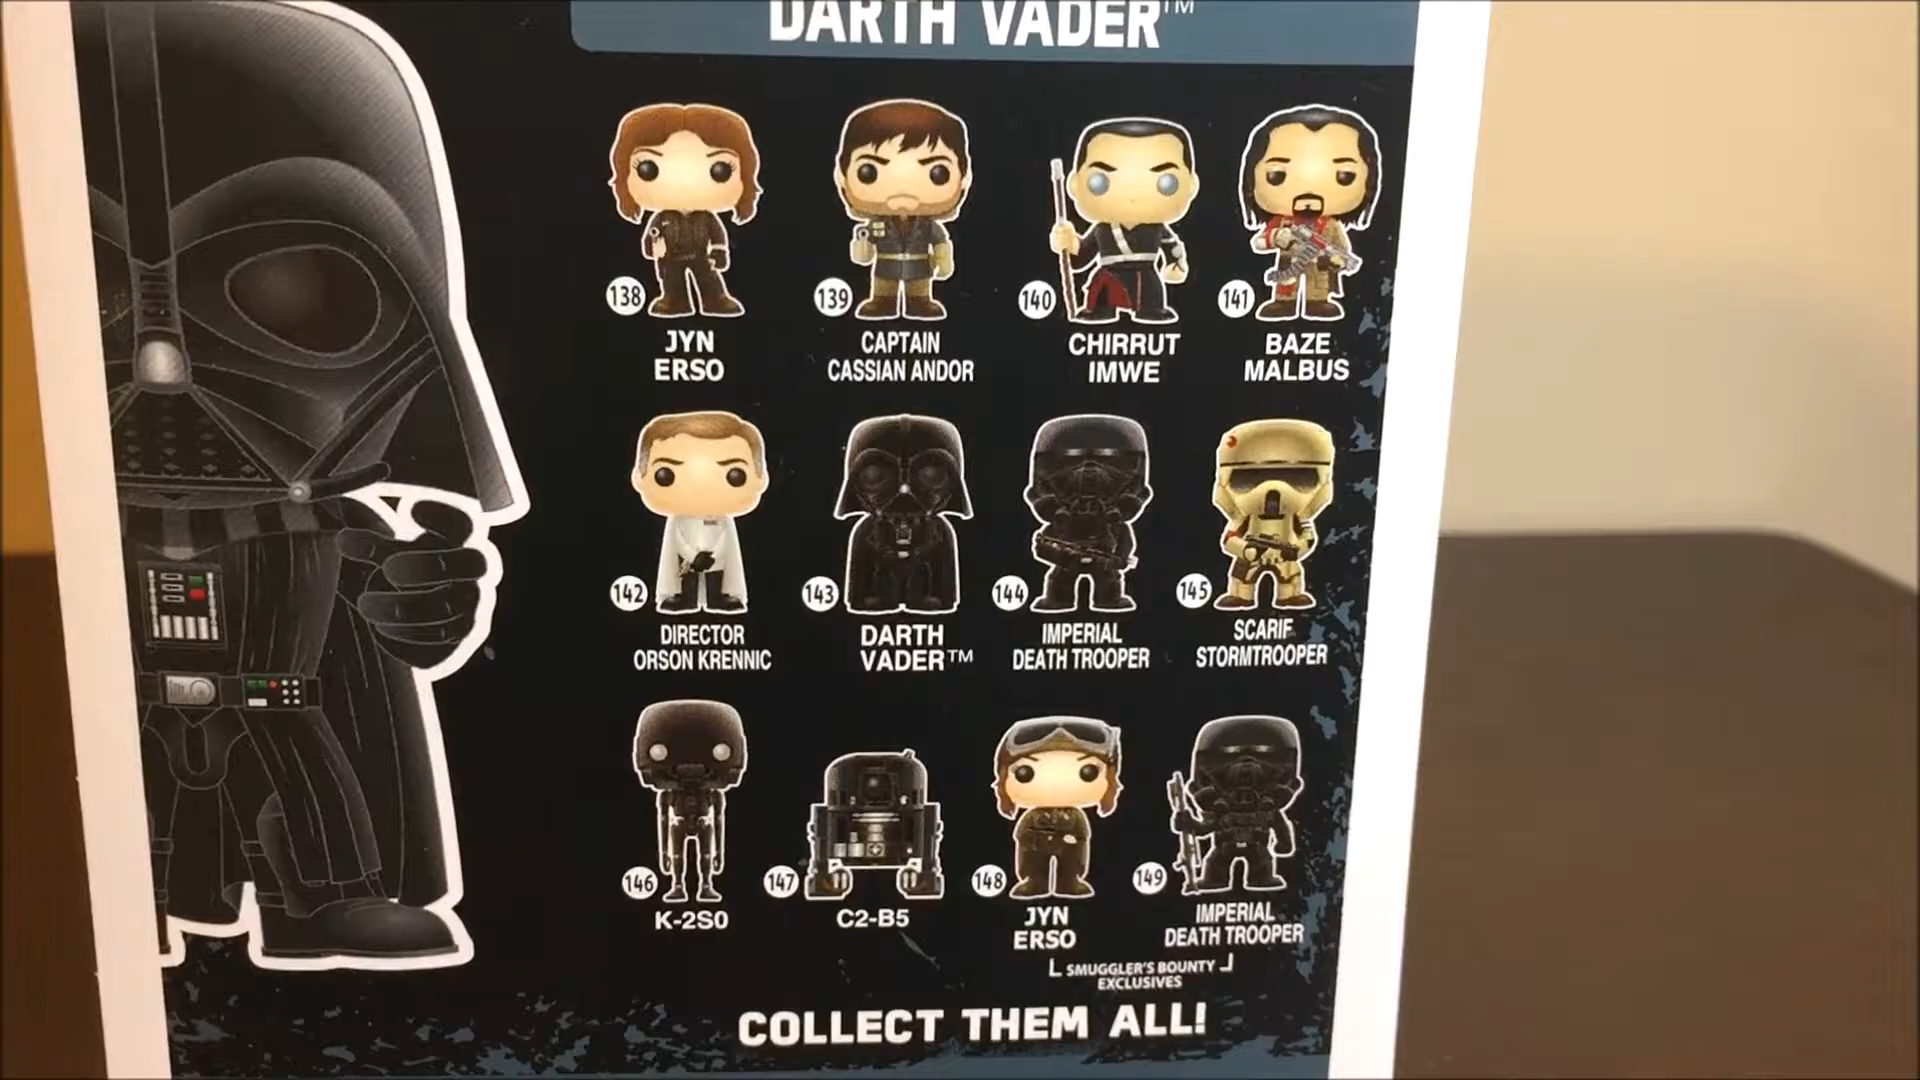 DARTH VADER™
138
139
140
141
JYN
ERSO
CAPTAIN
CASSIAN ANDOR
CHIRRUT
IMWE
BAZE
MALBUS
142
143
144
145
DIRECTOR
ORSON KRENNIC
DARTH
VADER™
IMPERIAL
DEATH TROOPER
SCARIF
STORMTROOPER
146
147
148
149
K-2S0
C2-B5
JYN
ERSO
IMPERIAL
DEATH TROOPER
SMUGGLER'S BOUNTY
EXCLUSIVES
COLLECT THEM ALL!